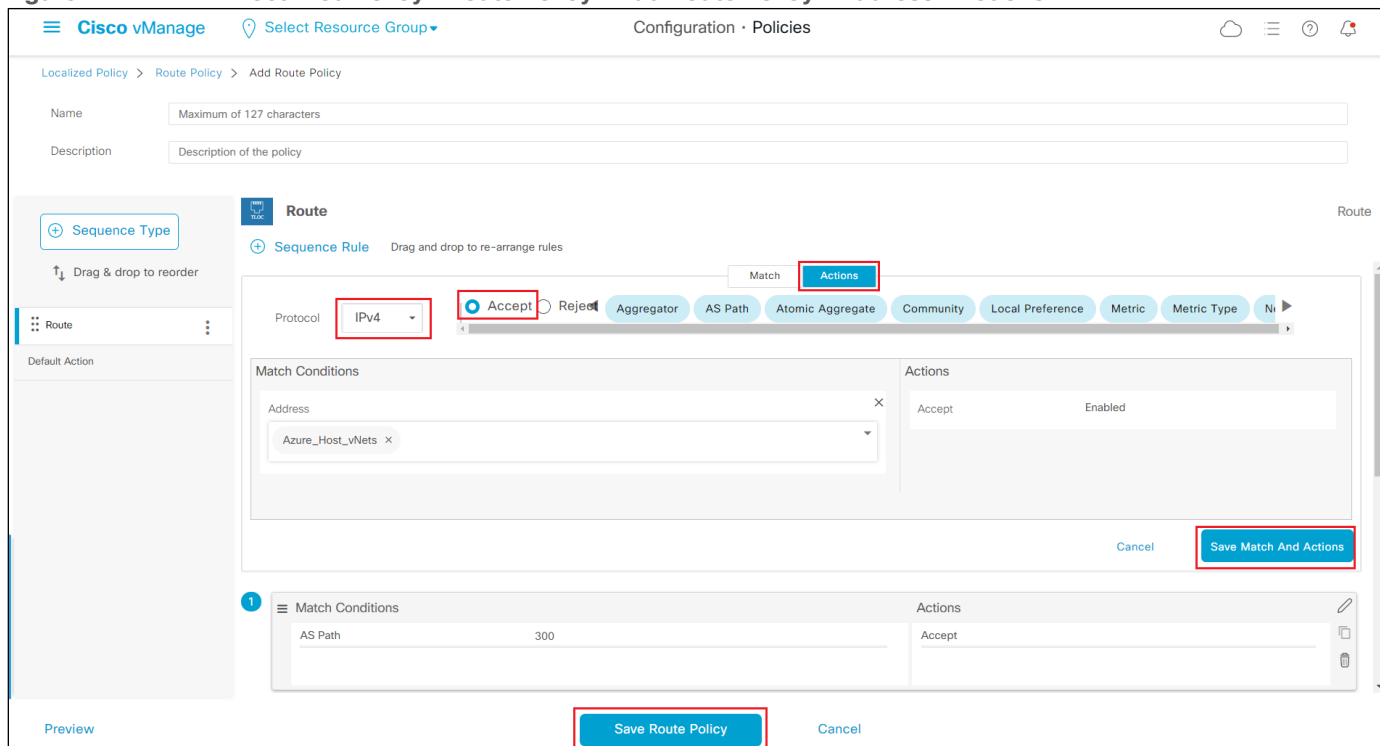 Cisco vManage Select Resource Group Configuration · Policies
Localized Policy > Route Policy > Add Route Policy
Name Maximum of 127 characters
Description Description of the policy
TLOC Route Route
Sequence Type
Sequence Rule Drag and drop to re-arrange rules
Drag & drop to reorder
Match Actions
Protocol IPv4 Accept Reject Aggregator AS Path Atomic Aggregate Community Local Preference Metric Metric Type
Route
Default Action
Match Conditions Actions
Address × Accept Enabled
Azure_Host_vNets ×
Cancel Save Match And Actions
1 Match Conditions Actions
AS Path 300 Accept
Preview Save Route Policy Cancel